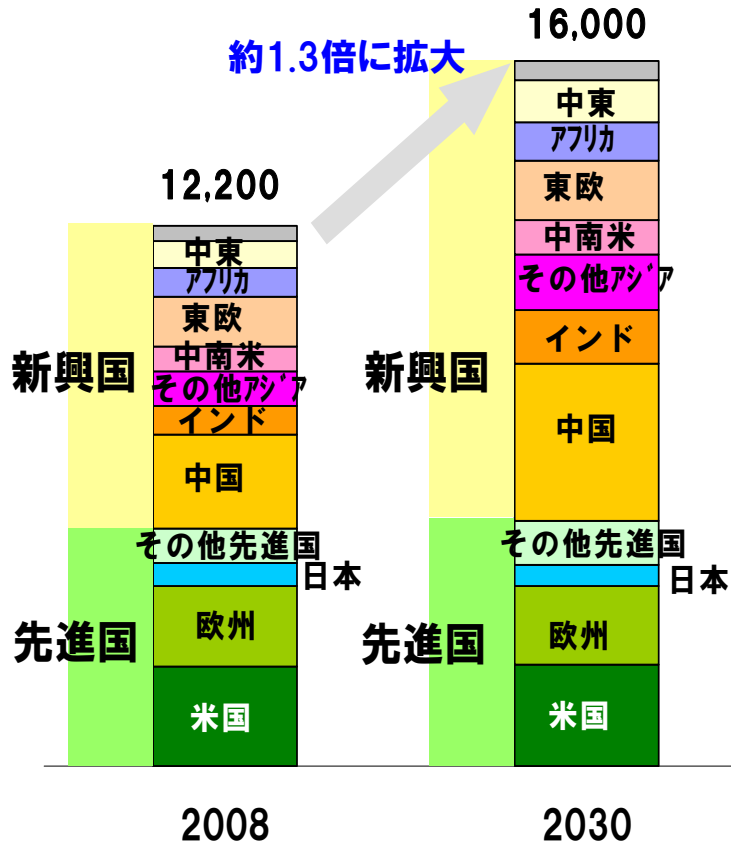 約1.3倍に拡大
16,000
12,200
新興国
先進国
中東
アフリカ
東欧
中南米
その他アジア
インド
中国
その他先進国
日本
欧州
米国
2008
新興国
先進国
中東
アフリカ
東欧
中南米
その他アジア
インド
中国
その他先進国
日本
欧州
米国
2030